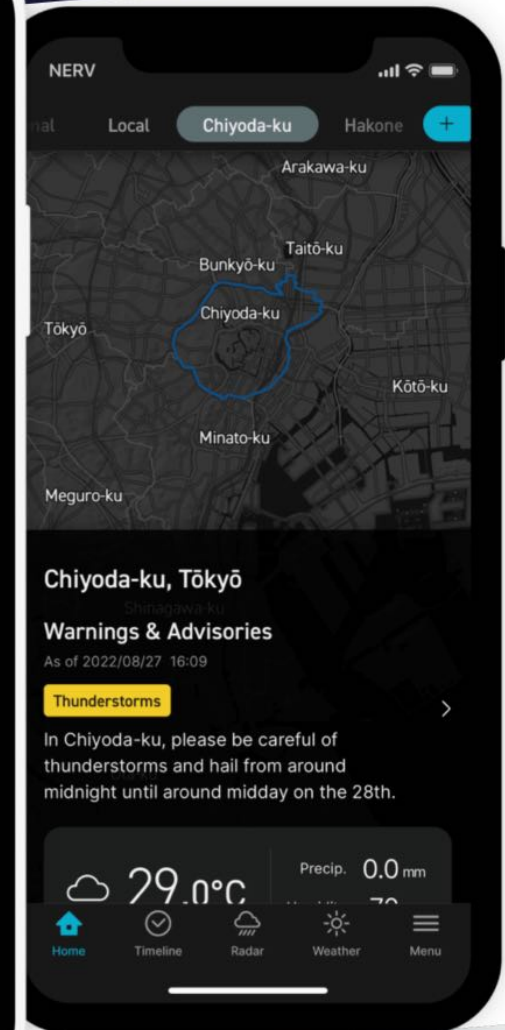 NERV
Local
Chiyoda-ku
Hakone
+
Arakawa-ku
Taitō-ku
Bunkyō-ku
Chiyoda-ku
Tōkyō
Kōtō-ku
Minato-ku
Meguro-ku
Chiyoda-ku, Tōkyō
Shinagawa-ku
Warnings & Advisories
As of 2022/08/27 16:09
Thunderstorms
In Chiyoda-ku, please be careful of
thunderstorms and hail from around
midnight until around midday on the 28th.
29.0°C
Precip. 0.0 mm
Home
Timeline
Radar
Weather
Menu